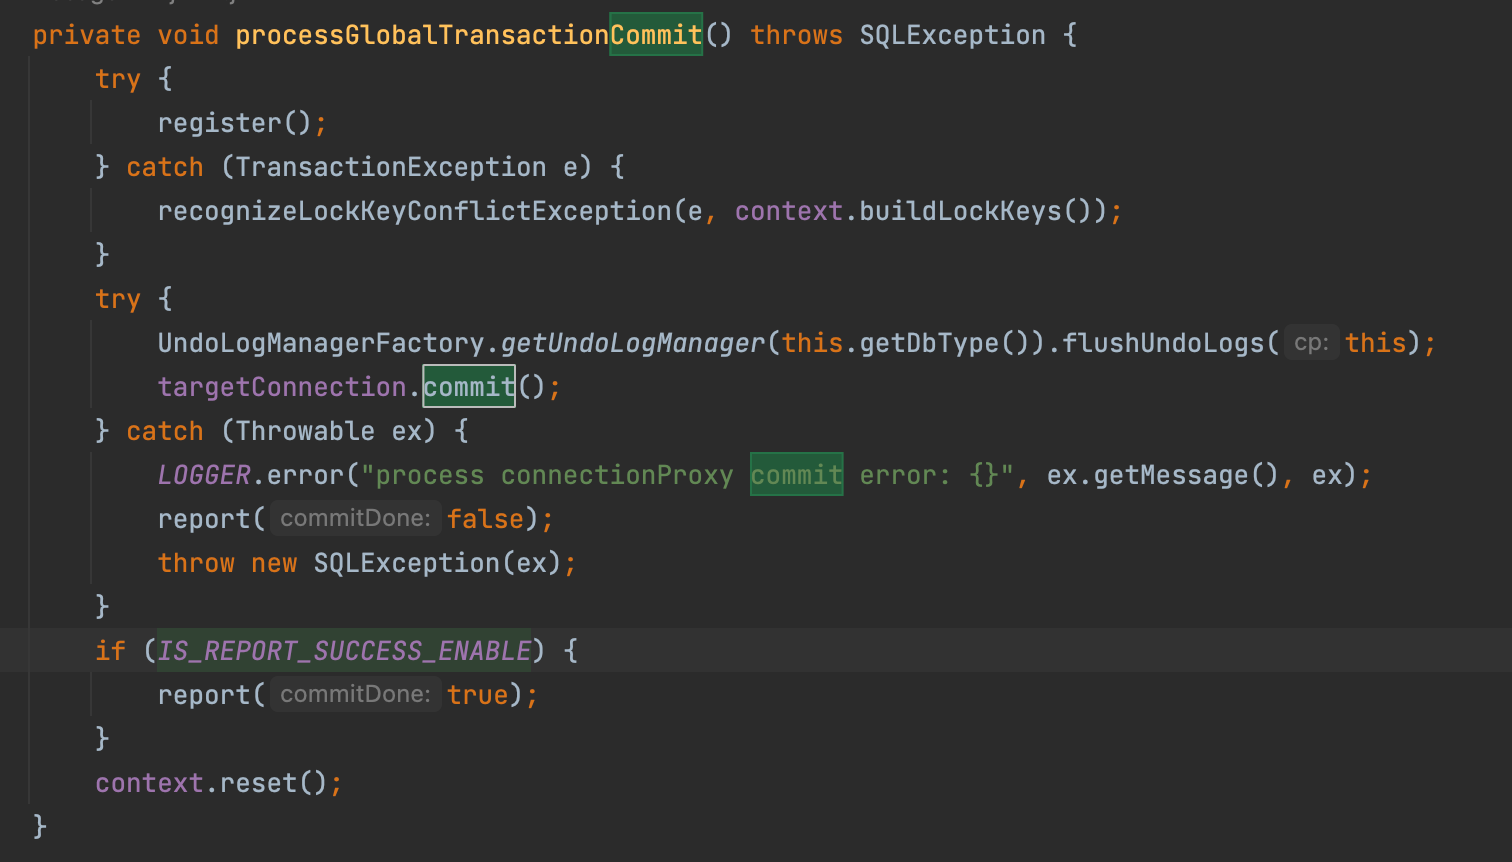 private void processGlobalTransactionCommit() throws SQLException {
try {
register();
} catch (TransactionException e) {
recognizeLockKeyConflictException(e, context.buildLockKeys());
}
try {
UndoLogManagerFactory.getUndoLogManager(this.getDbType()).flushUndoLogs( cp: this);
targetConnection.commit();
} catch (Throwable ex) {
LOGGER.error("process connectionProxy commit error: {}", ex.getMessage(), ex);
report( commitDone: false);
throw new SQLException(ex);
}
if (IS_REPORT_SUCCESS_ENABLE) {
report( commitDone: true);
}
context.reset();
}